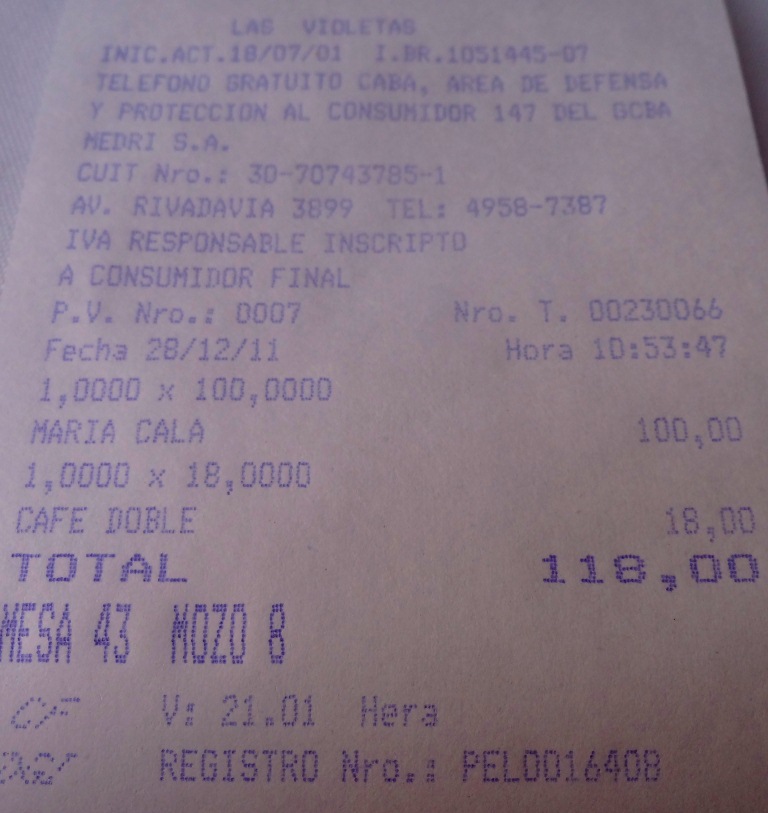 LAS VIOLETAS
INIC.ACT.18/07/01 I.BR.1051445-07
TELEFONO GRATUITO CABA, AREA DE DEFENSA
Y PROTECCION AL CONSUMIDOR 147 DEL GCBA
MEDRI S.A.
CUIT Nro.: 30-70743785-1
AV. RIVADAVIA 3899 TEL: 4958-7387
IVA RESPONSABLE INSCRIPTO
A CONSUMIDOR FINAL
P.V. Nro.: 0007 Nro. T. 00230066
Fecha 28/12/11 Hora 10:53:47
1,0000 x 100,0000
MARIA CALA 100,00
1,0000 x 18,0000
CAFE DOBLE 18,00
TOTAL 118,00
MESA 43 MOZO 8
CF V: 21.01 Hera
REGISTRO Nro.: PEL0016408